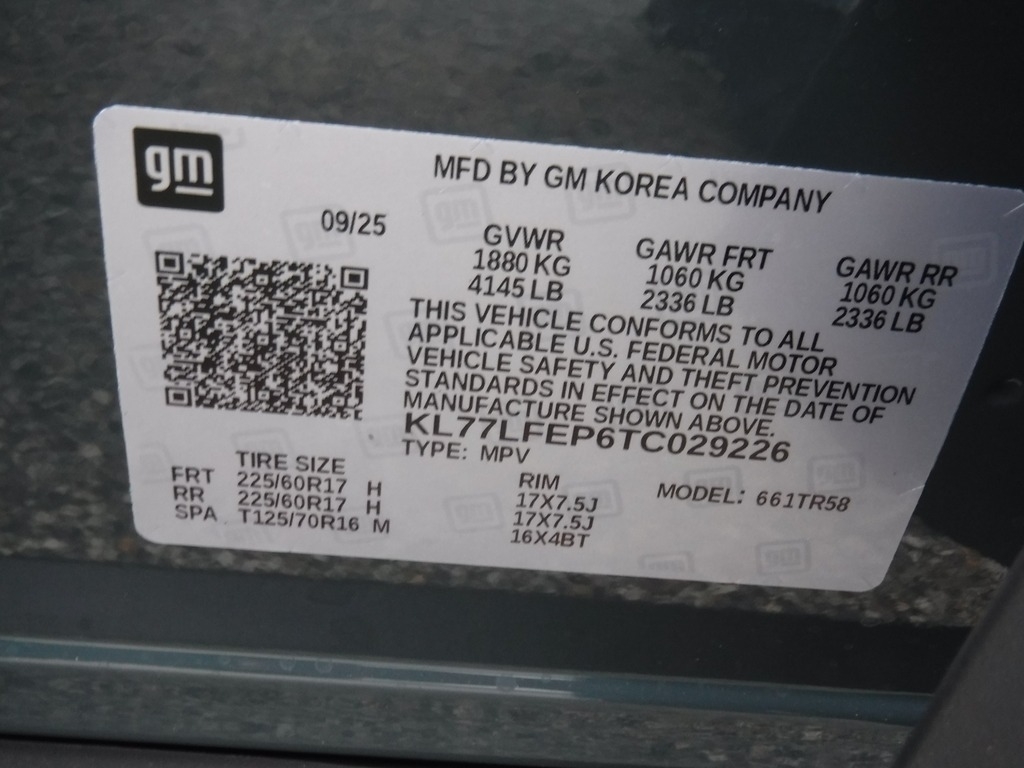 gm
MFD BY GM KOREA COMPANY
09/25
GVWR
1880 KG
4145 LB
GAWR FRT
1060 KG
2336 LB
GAWR RR
1060 KG
2336 LB
THIS VEHICLE CONFORMS TO ALL
APPLICABLE U.S. FEDERAL MOTOR
VEHICLE SAFETY AND THEFT PREVENTION
STANDARDS IN EFFECT ON THE DATE OF
MANUFACTURE SHOWN ABOVE.
KL77LFEP6TC029226
TYPE: MPV
TIRE SIZE RIM
FRT 225/60R17 H 17X7.5J
RR 225/60R17 H 17X7.5J
SPA T125/70R16 M 16X4BT
MODEL: 661TR58